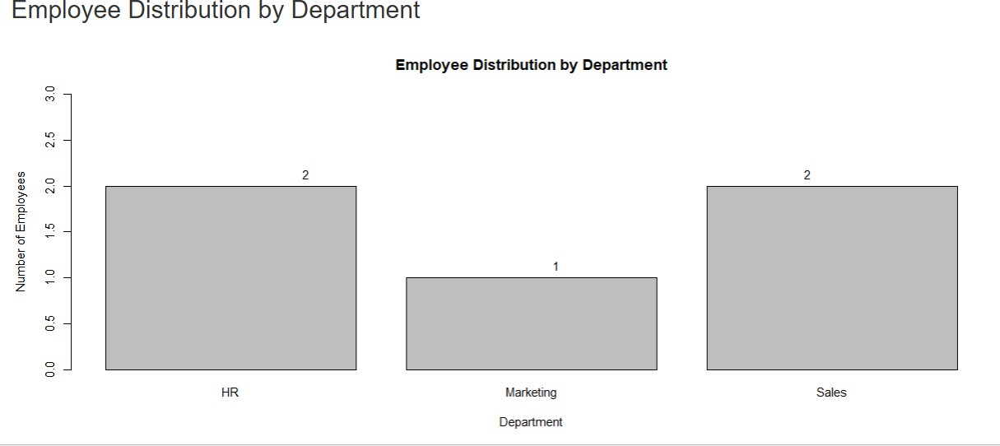 Employee Distribution by Department
Employee Distribution by Department
Number of Employees
3.0
2.5
2.0
1.5
1.0
0.5
0.0
2
1
2
HR
Marketing
Sales
Department